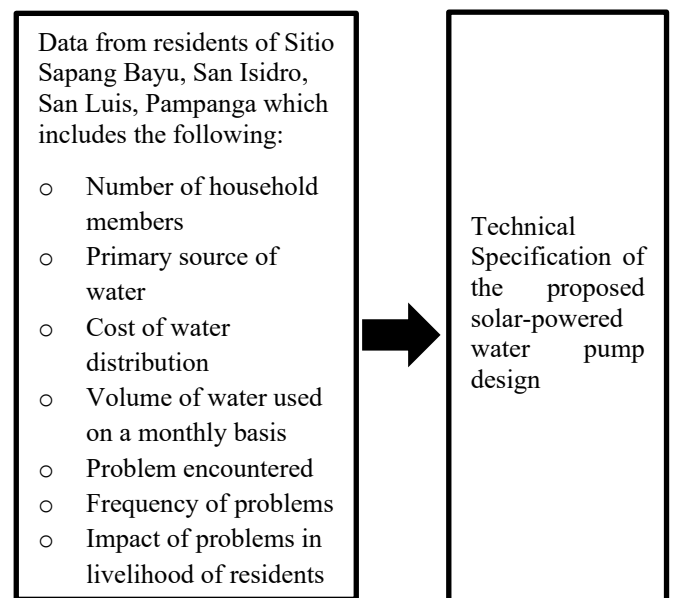 Data from residents of Sitio
Sapang Bayu, San Isidro,
San Luis, Pampanga which
includes the following:
o Number of household
members
o Primary source of
water
o Cost of water
distribution
o Volume of water used
on a monthly basis
o Problem encountered
o Frequency of problems
o Impact of problems in
livelihood of residents
Technical
Specification of
the proposed
solar-powered
water pump
design